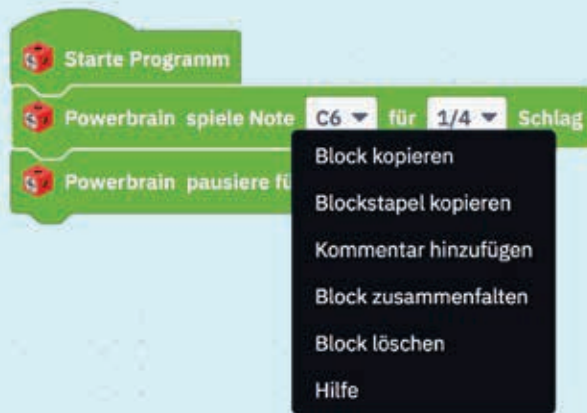 Starte Programm
Powerbrain spiele Note C6 für 1/4 Schlag
Powerbrain pausiere
Block kopieren
Blockstapel kopieren
Kommentar hinzufügen
Block zusammenfalten
Block löschen
Hilfe